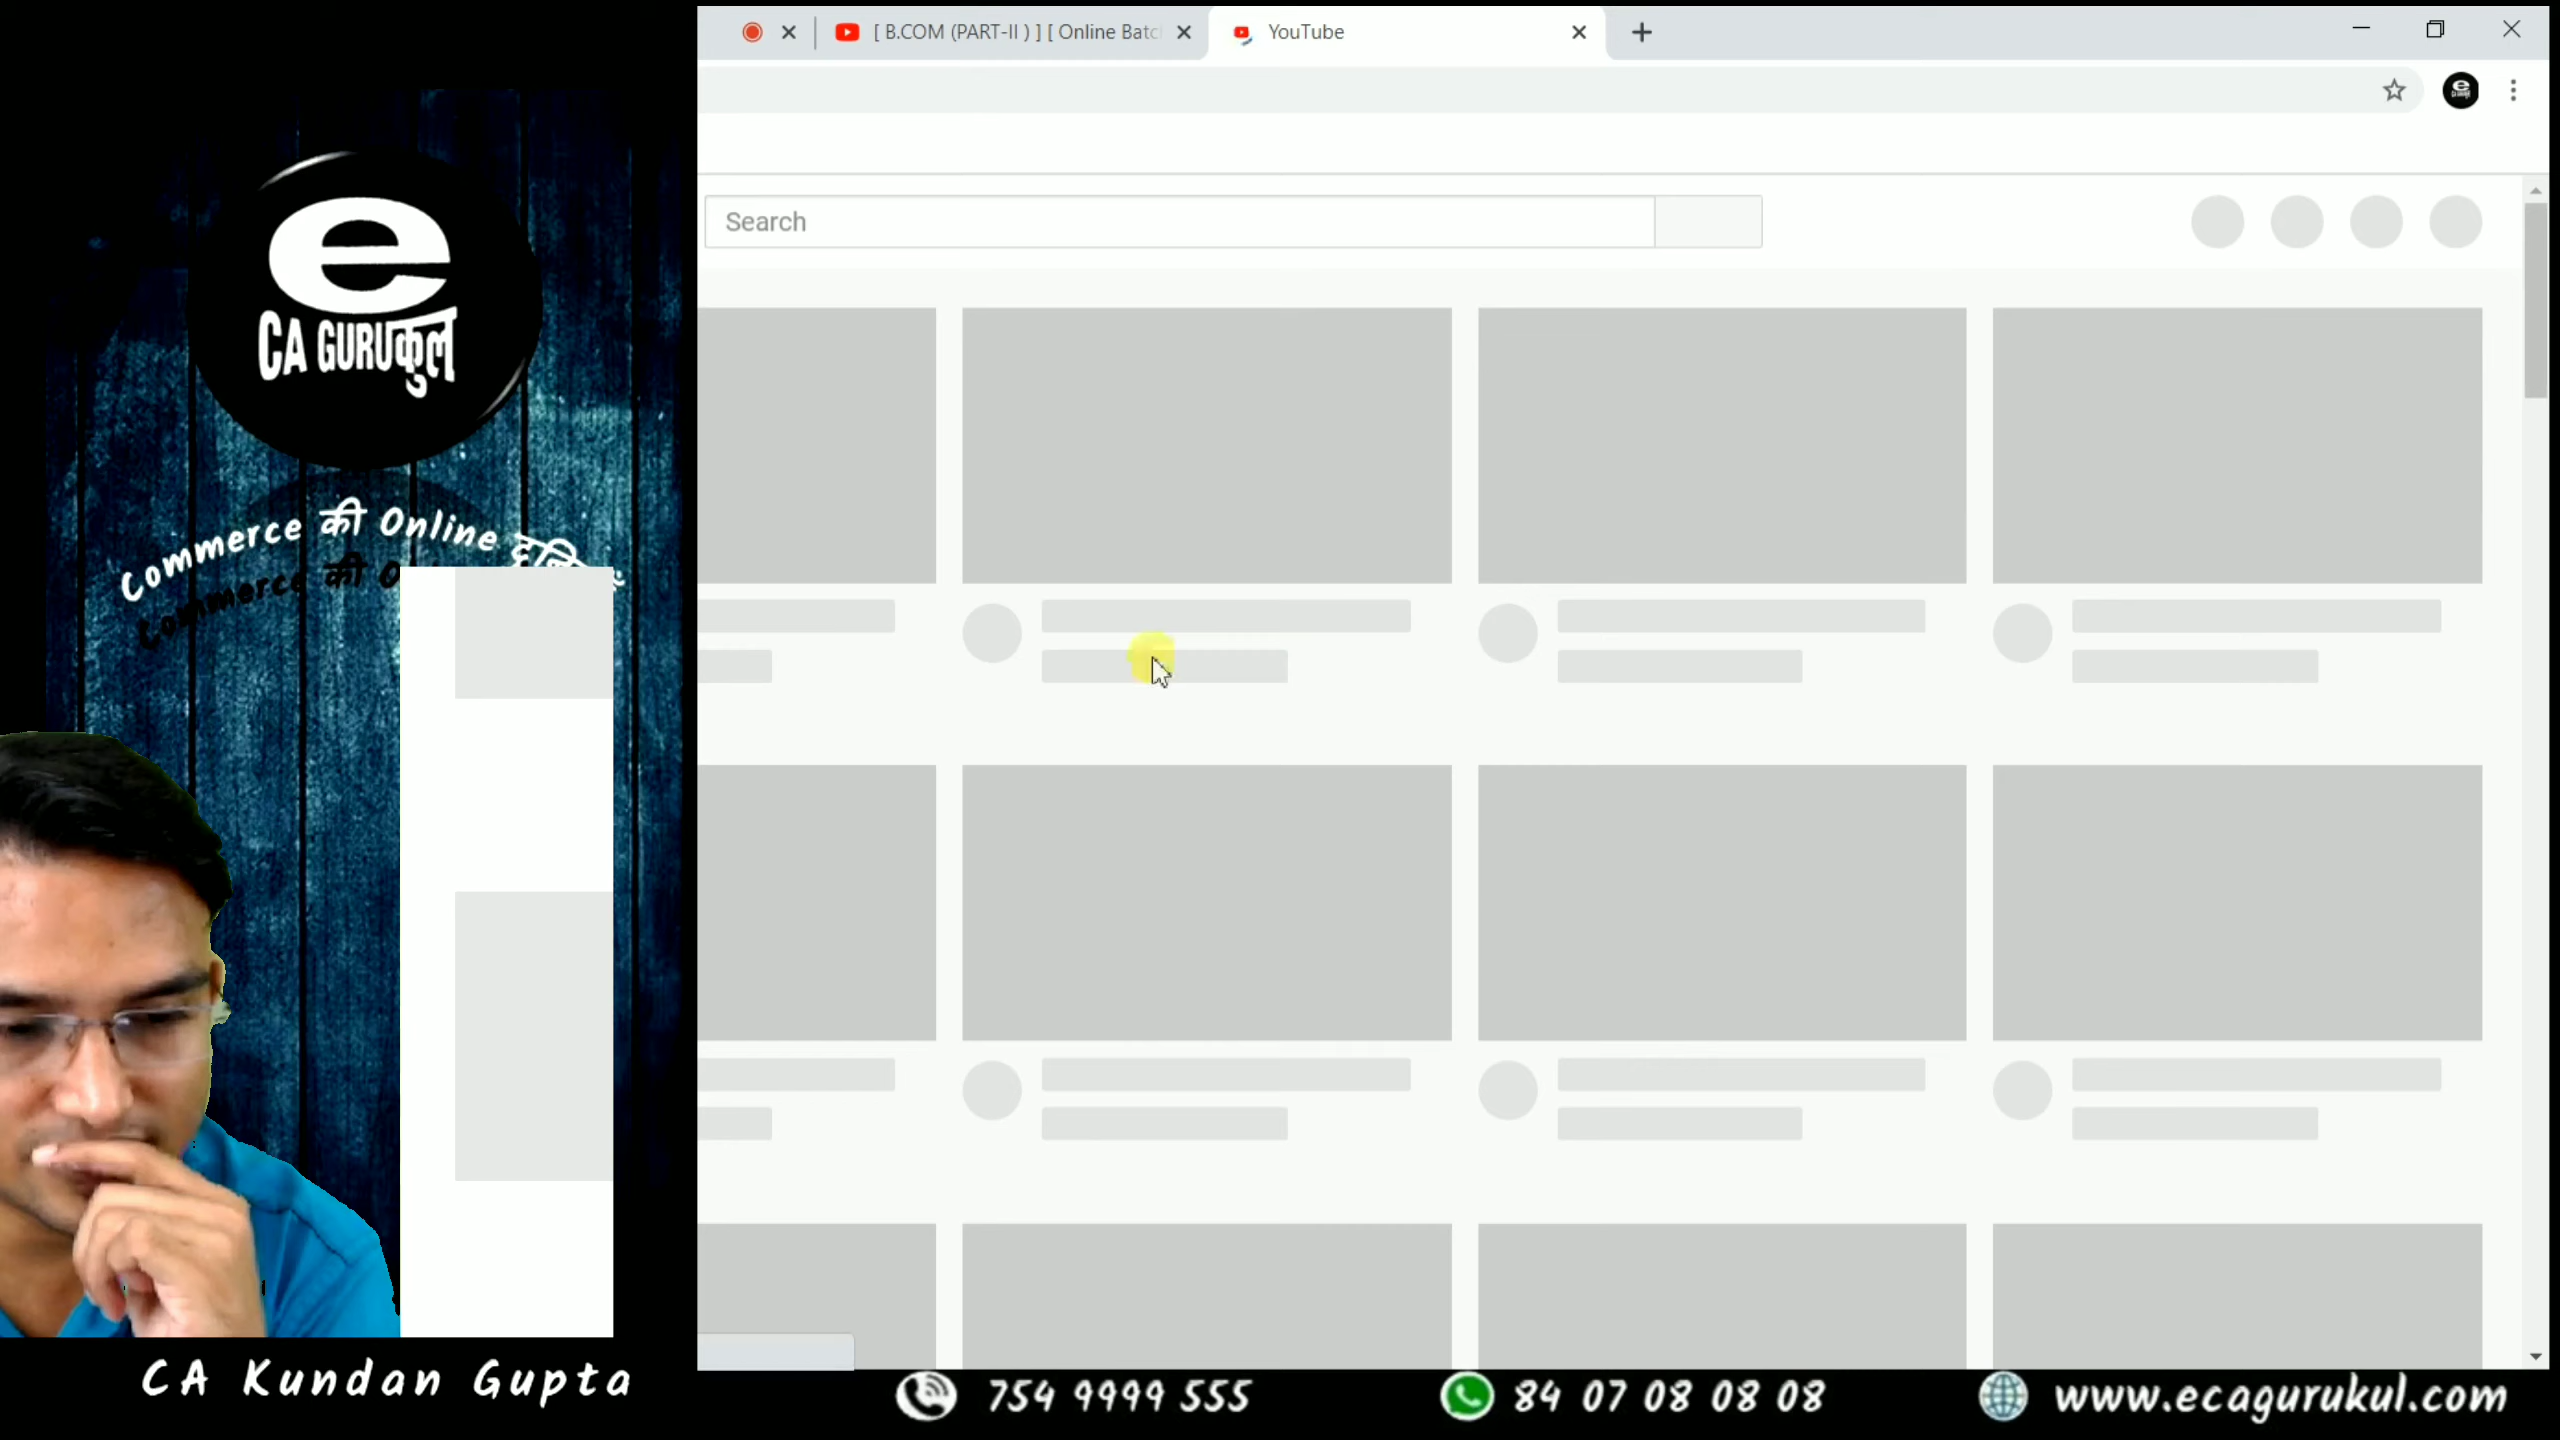 [ B.COM (PART-II ) ] [ Online Batc
YouTube
Search
e
CA GURUकुल
Commerce की Online
Commerce की O
CA Kundan Gupta
754 9999 555
84 07 08 08 08
www.ecagurukul.com